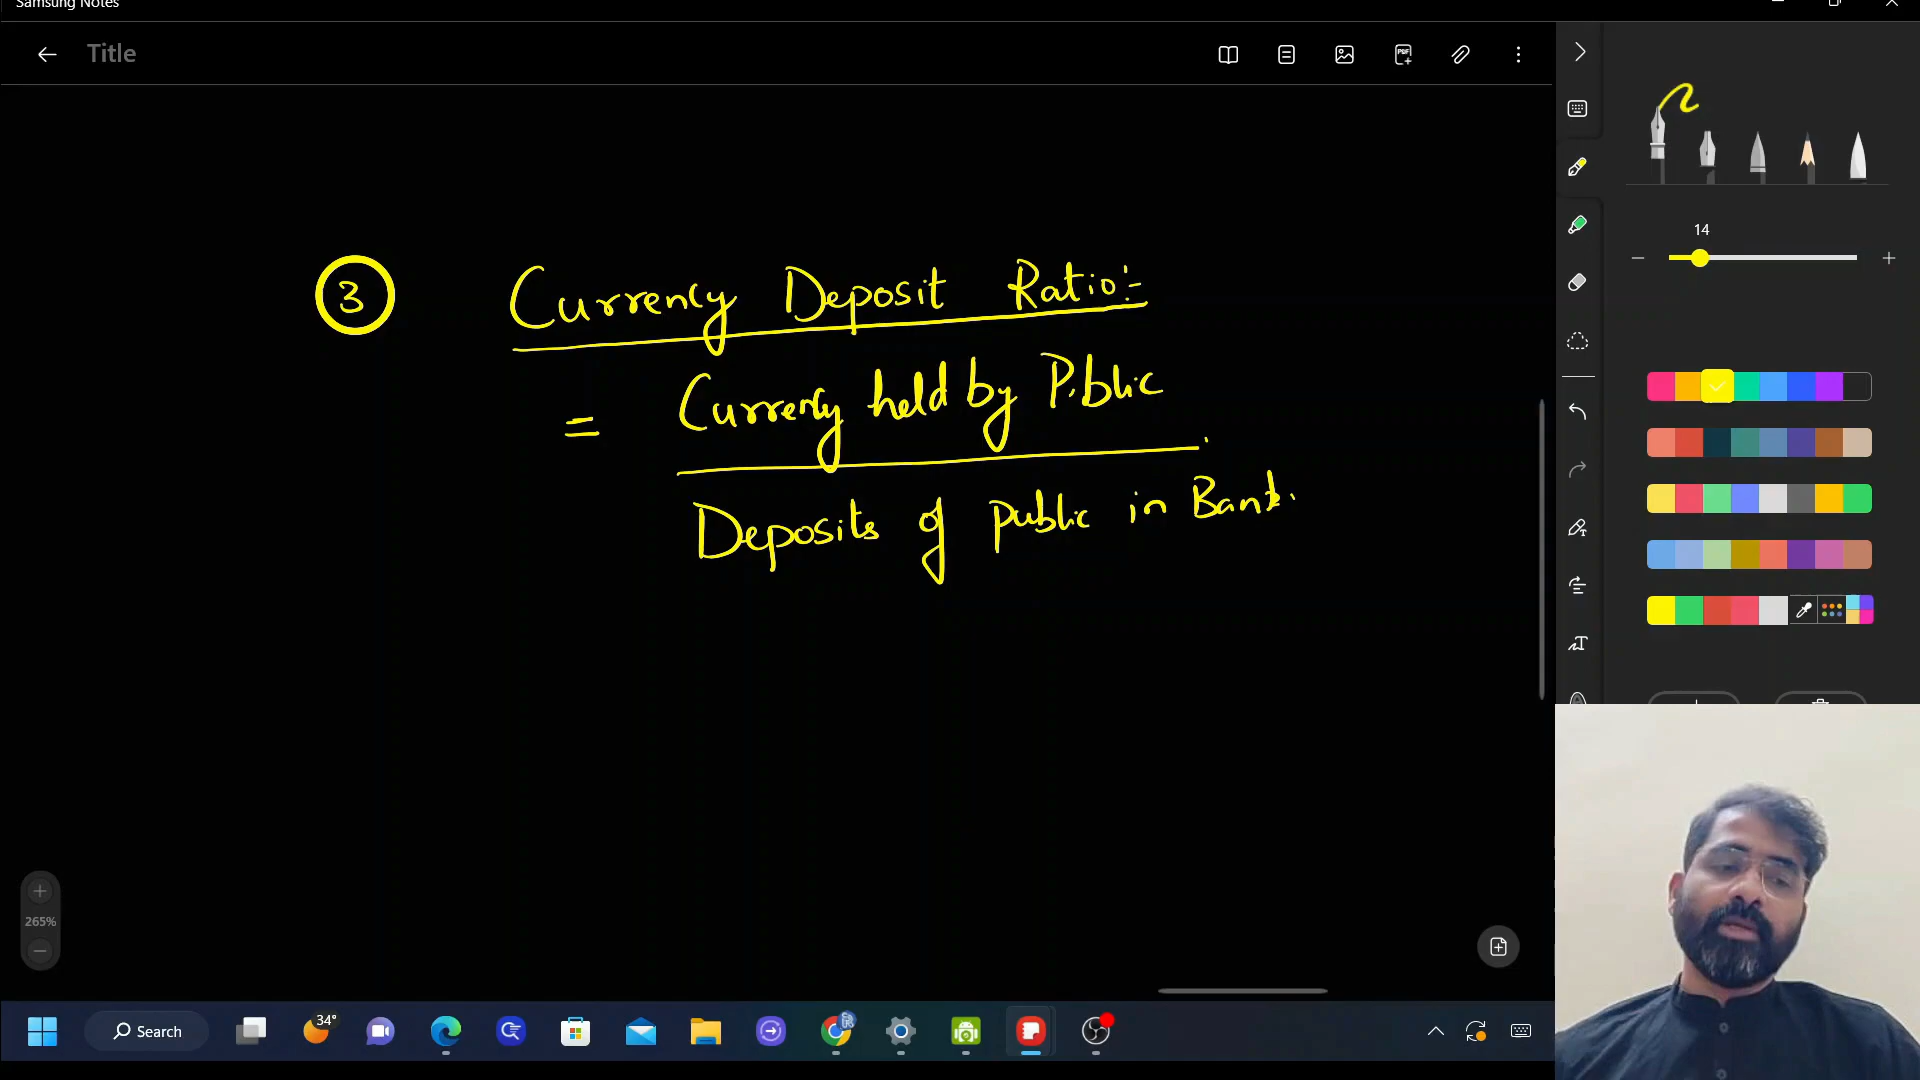 Samsung Notes
Title
PDF
14
3 Currency Deposit Ratio:-
= Currency held by Public
Deposits of public in Bank.
265%
34°
Search